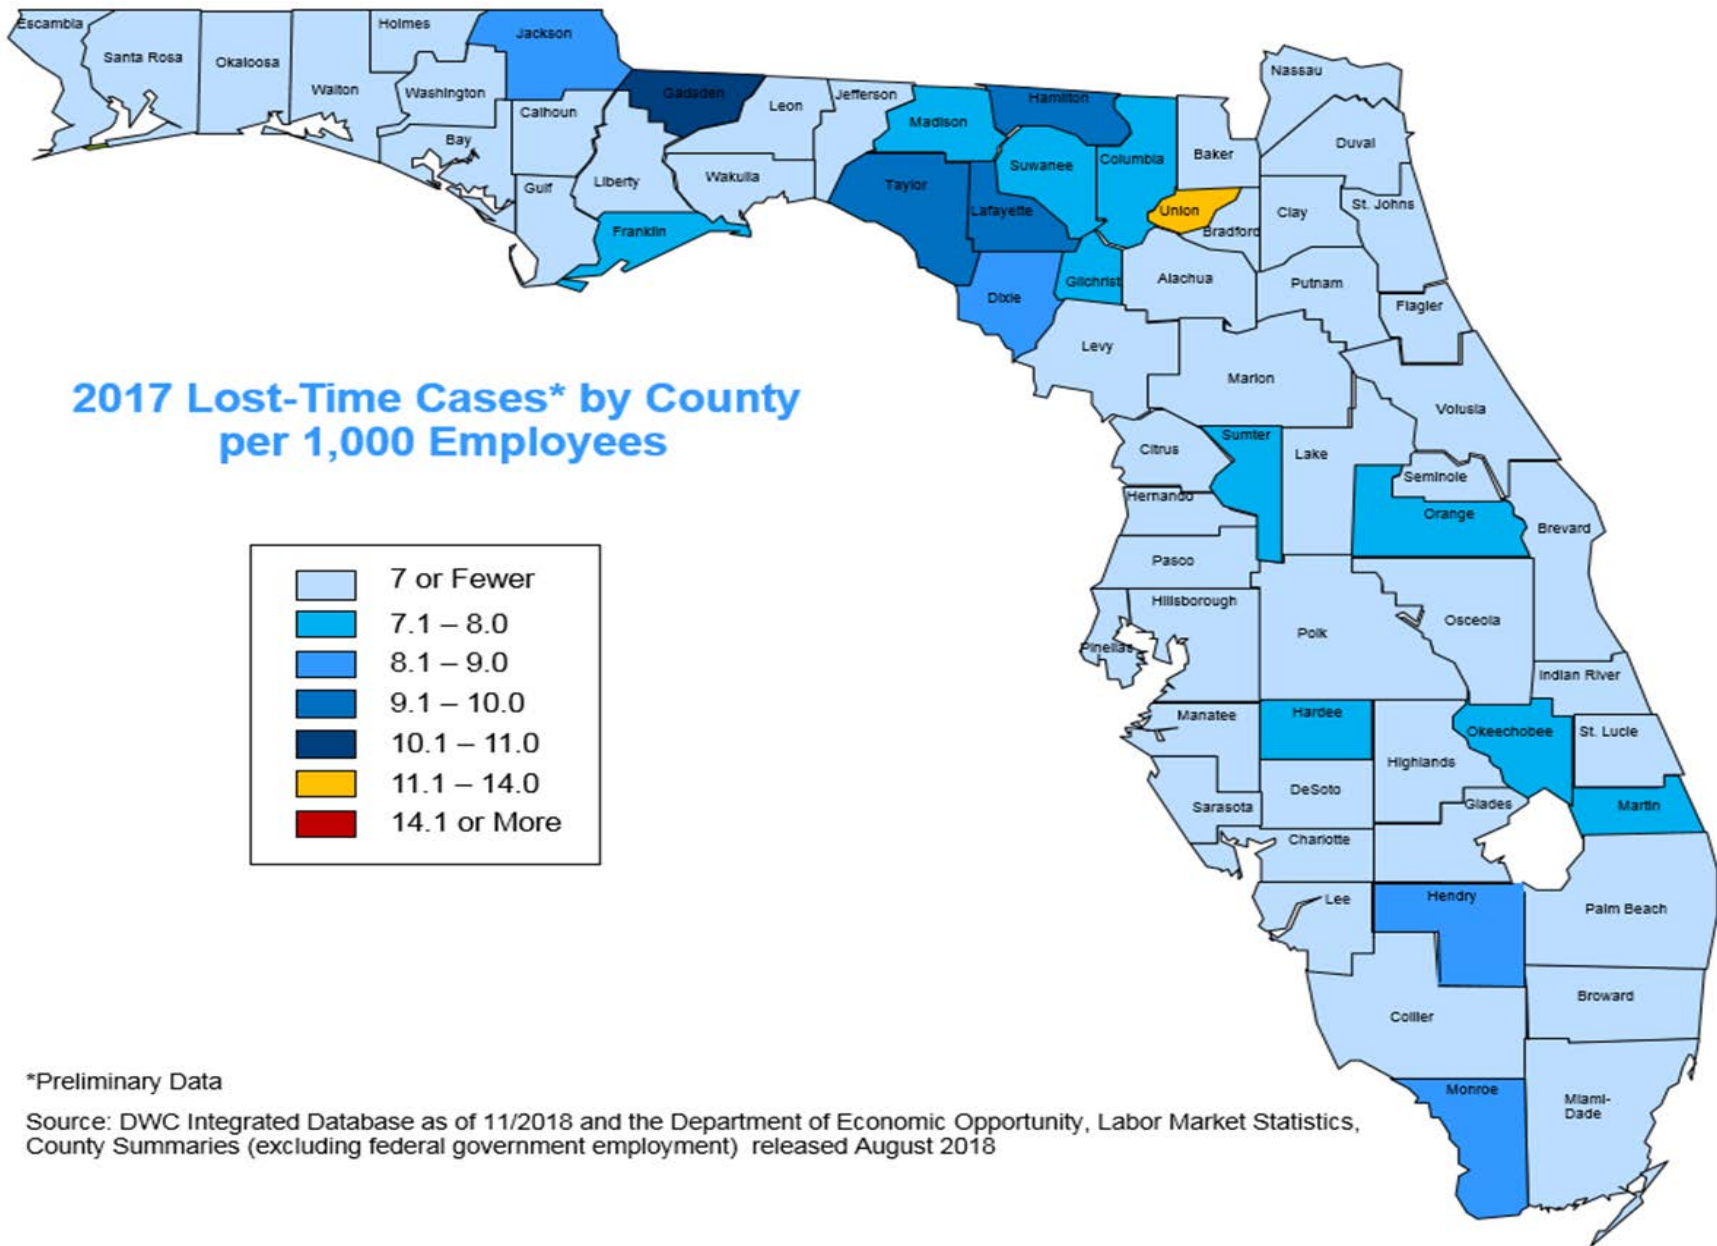 Escambia
Santa Rosa
Okaloosa
Walton
Holmes
Washington
Bay
Jackson
Calhoun
Gulf
Liberty
Franklin
Gadsden
Leon
Wakulla
Jefferson
Madison
Taylor
Hamilton
Suwanee
Lafayette
Columbia
Dixie
Gilchrist
Baker
Union
Bradford
Alachua
Nassau
Duval
Clay
St. Johns
Putnam
Flagler
Levy
Marion
Volusia
Citrus
Sumter
Lake
Seminole
Orange
Hernando
Pasco
Brevard
Hillsborough
Pinellas
Polk
Osceola
Indian River
Manatee
Hardee
Highlands
Okeechobee
St. Lucie
Sarasota
DeSoto
Glades
Martin
Charlotte
Lee
Hendry
Palm Beach
Collier
Broward
Monroe
Miami-
Dade
2017 Lost-Time Cases* by County
per 1,000 Employees
7 or Fewer
7.1 – 8.0
8.1 – 9.0
9.1 – 10.0
10.1 – 11.0
11.1 – 14.0
14.1 or More
*Preliminary Data
Source: DWC Integrated Database as of 11/2018 and the Department of Economic Opportunity, Labor Market Statistics,
County Summaries (excluding federal government employment) released August 2018